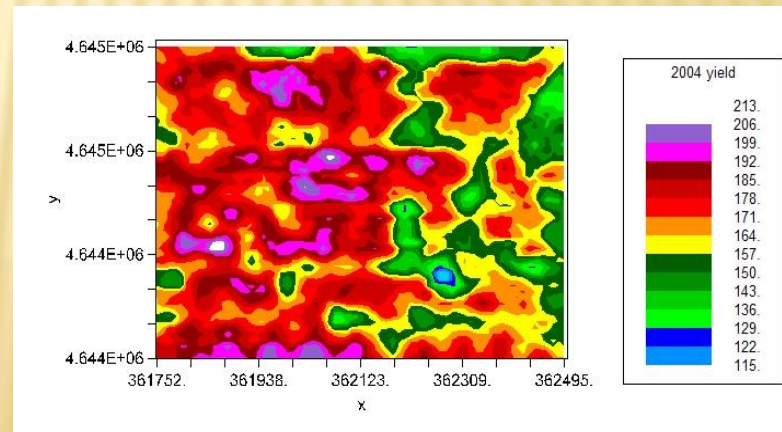 4.645E+06
4.645E+06
4.644E+06
4.644E+06
y
361752. 361938. 362123. 362309. 362495.
x
2004 yield
213.
206.
199.
192.
185.
178.
171.
164.
157.
150.
143.
136.
129.
122.
115.